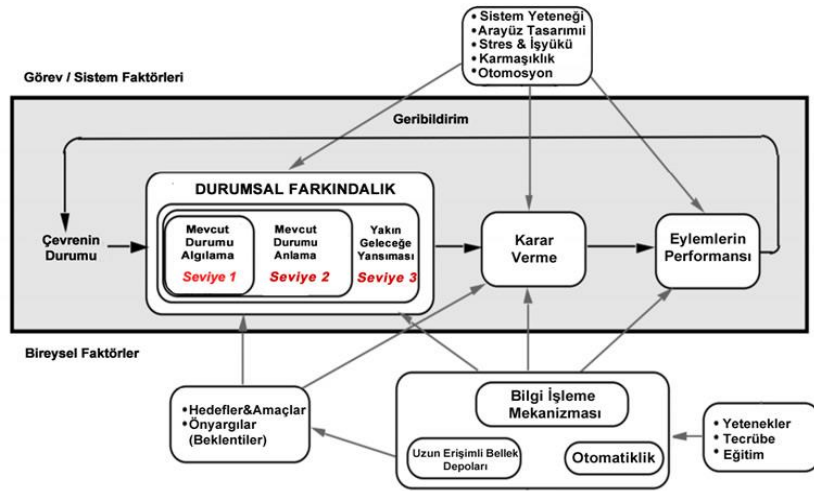 • Sistem Yeteneği
• Arayüz Tasarımıi
• Stres & İşyükü
• Karmaşıklık
• Otomosyon
Görev / Sistem Faktörleri
Geribildirim
DURUMSAL FARKINDALIK
Çevrenin
Durumu
Mevcut
Durumu
Algılama
Seviye 1
Mevcut
Durumu
Anlama
Seviye 2
Yakın
Geleceğe
Yansıması
Seviye 3
Karar
Verme
Eylemlerin
Performansı
Bireysel Faktörler
• Hedefler&Amaçlar
• Önyargılar
(Beklentiler)
Bilgi İşleme
Mekanizması
Uzun Erişimli Bellek
Depoları
Otomatiklik
• Yetenekler
• Tecrübe
• Eğitim